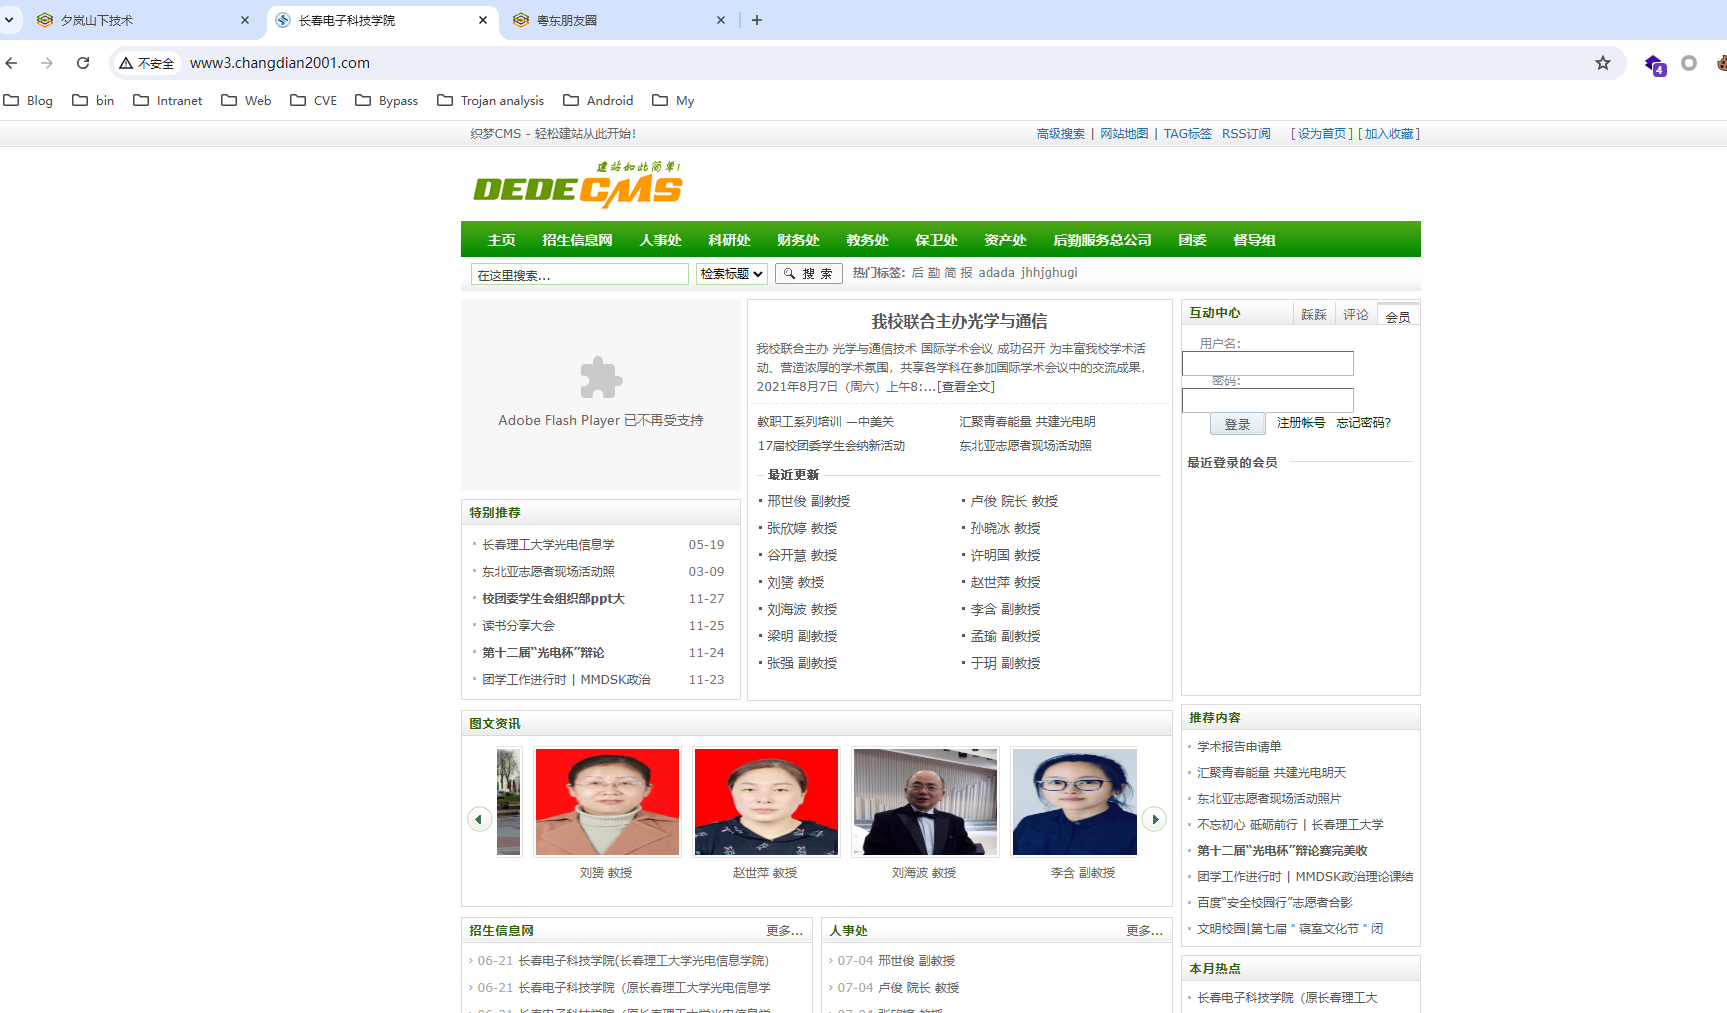 夕岚山下技术
长春电子科技学院
粤东朋友圈
不安全 www3.changdian2001.com
4
Blog bin Intranet Web CVE Bypass Trojan analysis Android My
织梦CMS - 轻松建站从此开始！
高级搜索 | 网站地图 | TAG标签 RSS订阅 [ 设为首页 ] [ 加入收藏 ]
建站如此简单！
DEDECMS
主页 招生信息网 人事处 科研处 财务处 教务处 保卫处 资产处 后勤服务总公司 团委 督导组
在这里搜索... 检索标题 搜 索 热门标签： 后 勤 简 报 adada jhhjghugi
Adobe Flash Player 已不再受支持
特别推荐
长春理工大学光电信息学 05-19
东北亚志愿者现场活动照 03-09
校团委学生会组织部ppt大 11-27
读书分享大会 11-25
第十二届“光电杯”辩论 11-24
团学工作进行时 | MMDSK政治 11-23
我校联合主办光学与通信
我校联合主办 光学与通信技术 国际学术会议 成功召开 为丰富我校学术活
动、营造浓厚的学术氛围，共享各学科在参加国际学术会议中的交流成果，
2021年8月7日（周六）上午8:...[查看全文]
教职工系列培训 —中美关 汇聚青春能量 共建光电明
17届校团委学生会纳新活动 东北亚志愿者现场活动照
最近更新
邢世俊 副教授 卢俊 院长 教授
张欣婷 教授 孙晓冰 教授
谷开慧 教授 许明国 教授
刘赟 教授 赵世萍 教授
刘海波 教授 李含 副教授
梁明 副教授 孟瑜 副教授
张强 副教授 于玥 副教授
互动中心 踩踩 评论 会员
用户名：
密码：
登录 注册帐号 忘记密码?
最近登录的会员
图文资讯
刘赟 教授 赵世萍 教授 刘海波 教授 李含 副教授
推荐内容
学术报告申请单
汇聚青春能量 共建光电明天
东北亚志愿者现场活动照片
不忘初心 砥砺前行 | 长春理工大学
第十二届“光电杯”辩论赛完美收
团学工作进行时 | MMDSK政治理论课结
百度“安全校园行”志愿者合影
文明校园|第七届 " 寝室文化节 " 闭
招生信息网 更多...
06-21 长春电子科技学院(长春理工大学光电信息学院)
06-21 长春电子科技学院（原长春理工大学光电信息学
人事处 更多...
07-04 邢世俊 副教授
07-04 卢俊 院长 教授
本月热点
长春电子科技学院（原长春理工大